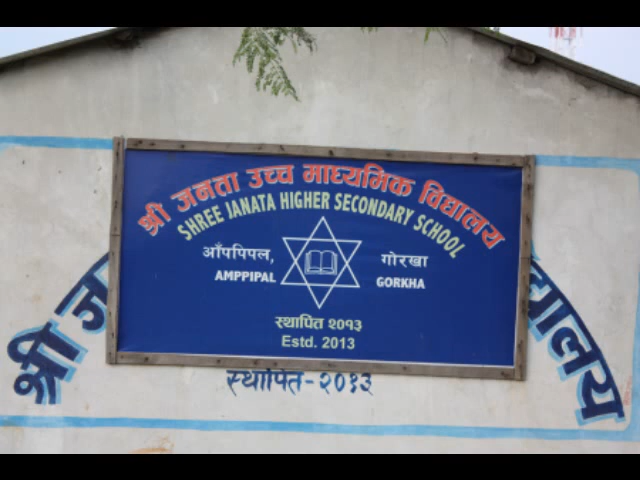 श्री जनता उच्च माध्यमिक विद्यालय
SHREE JANATA HIGHER SECONDARY SCHOOL
आँपपिपल,
गोरखा
AMPPIPAL
GORKHA
स्थापित २०१३
Estd. 2013
श्री
स्थापित-२०१३